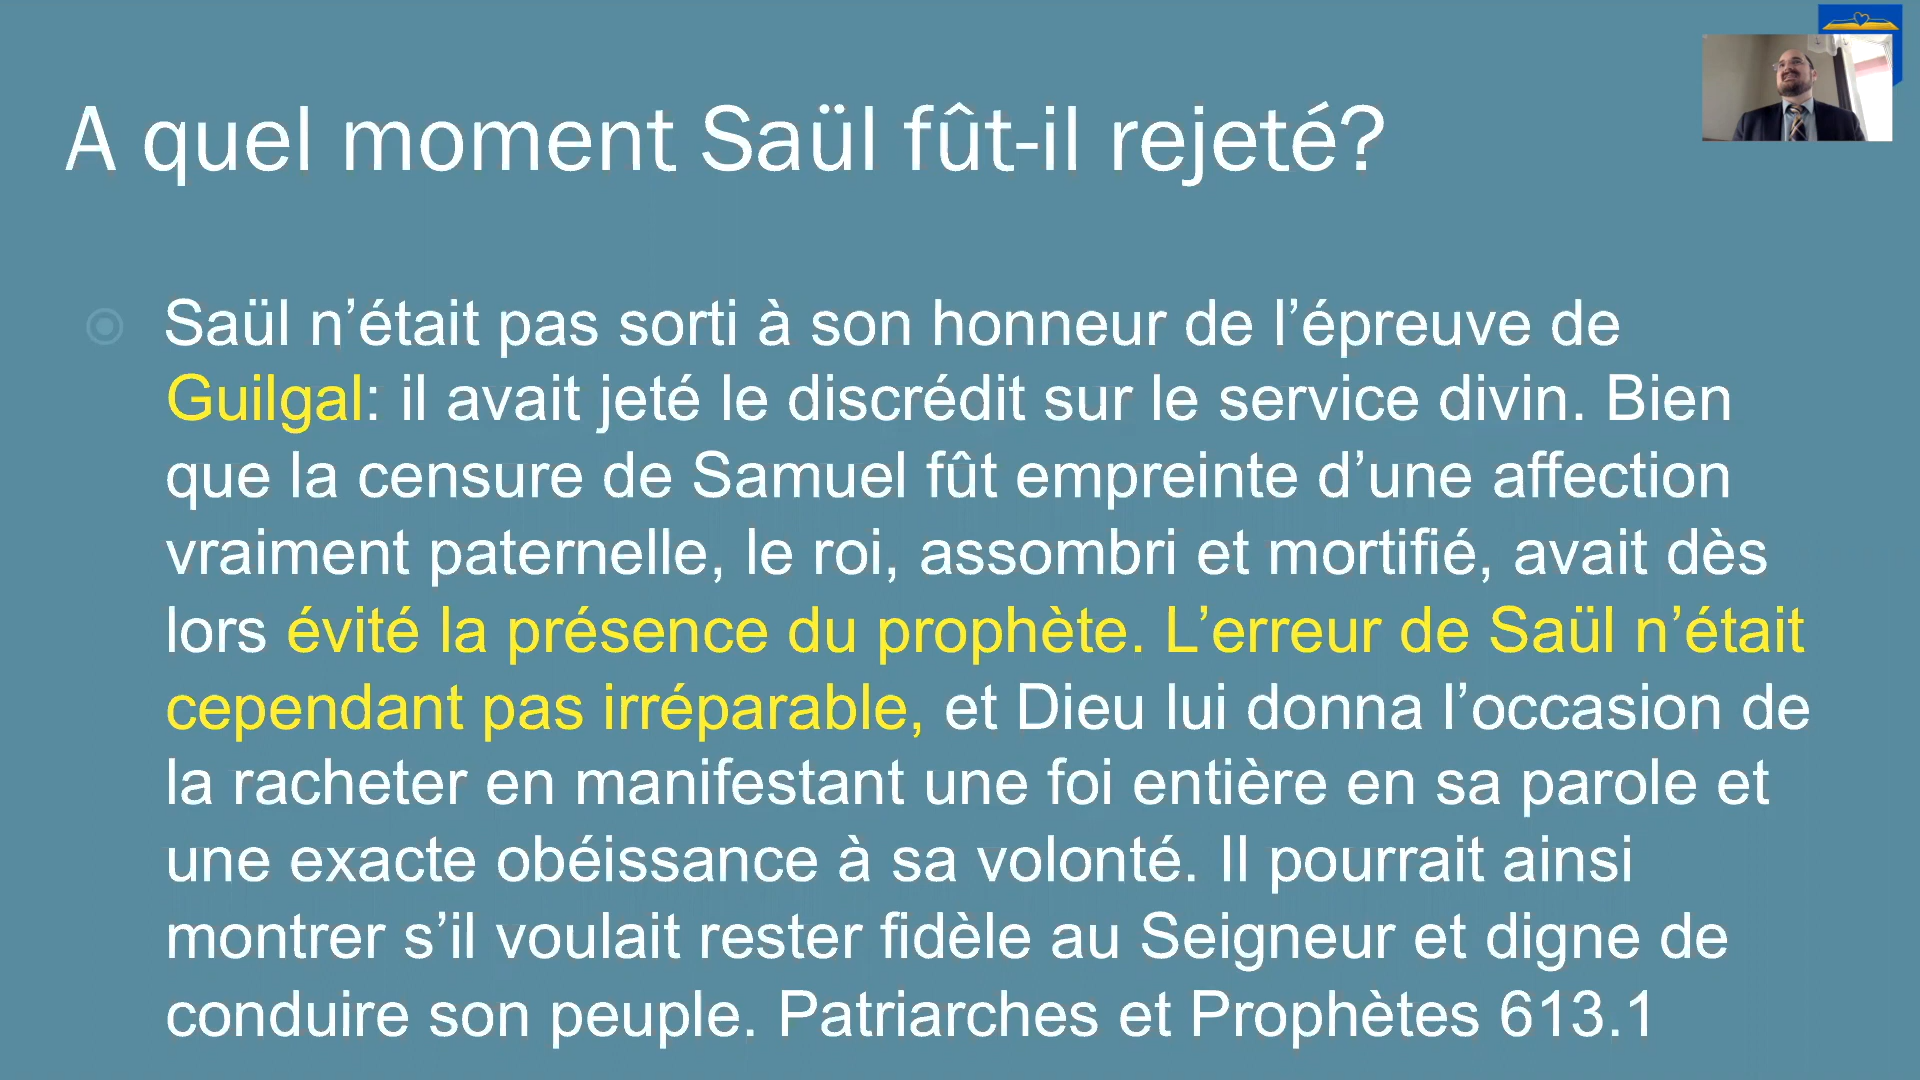 A quel moment Saül fût-il rejeté?
Saül n’était pas sorti à son honneur de l’épreuve de
Guilgal: il avait jeté le discrédit sur le service divin. Bien
que la censure de Samuel fût empreinte d’une affection
vraiment paternelle, le roi, assombri et mortifié, avait dès
lors évité la présence du prophète. L’erreur de Saül n’était
cependant pas irréparable, et Dieu lui donna l’occasion de
la racheter en manifestant une foi entière en sa parole et
une exacte obéissance à sa volonté. Il pourrait ainsi
montrer s’il voulait rester fidèle au Seigneur et digne de
conduire son peuple. Patriarches et Prophètes 613.1